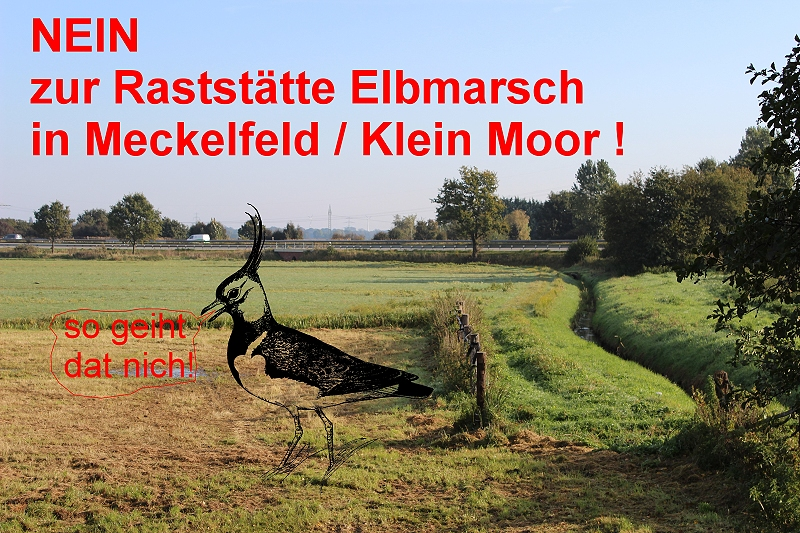 NEIN
zur Raststätte Elbmarsch
in Meckelfeld / Klein Moor !
so geiht
dat nich!